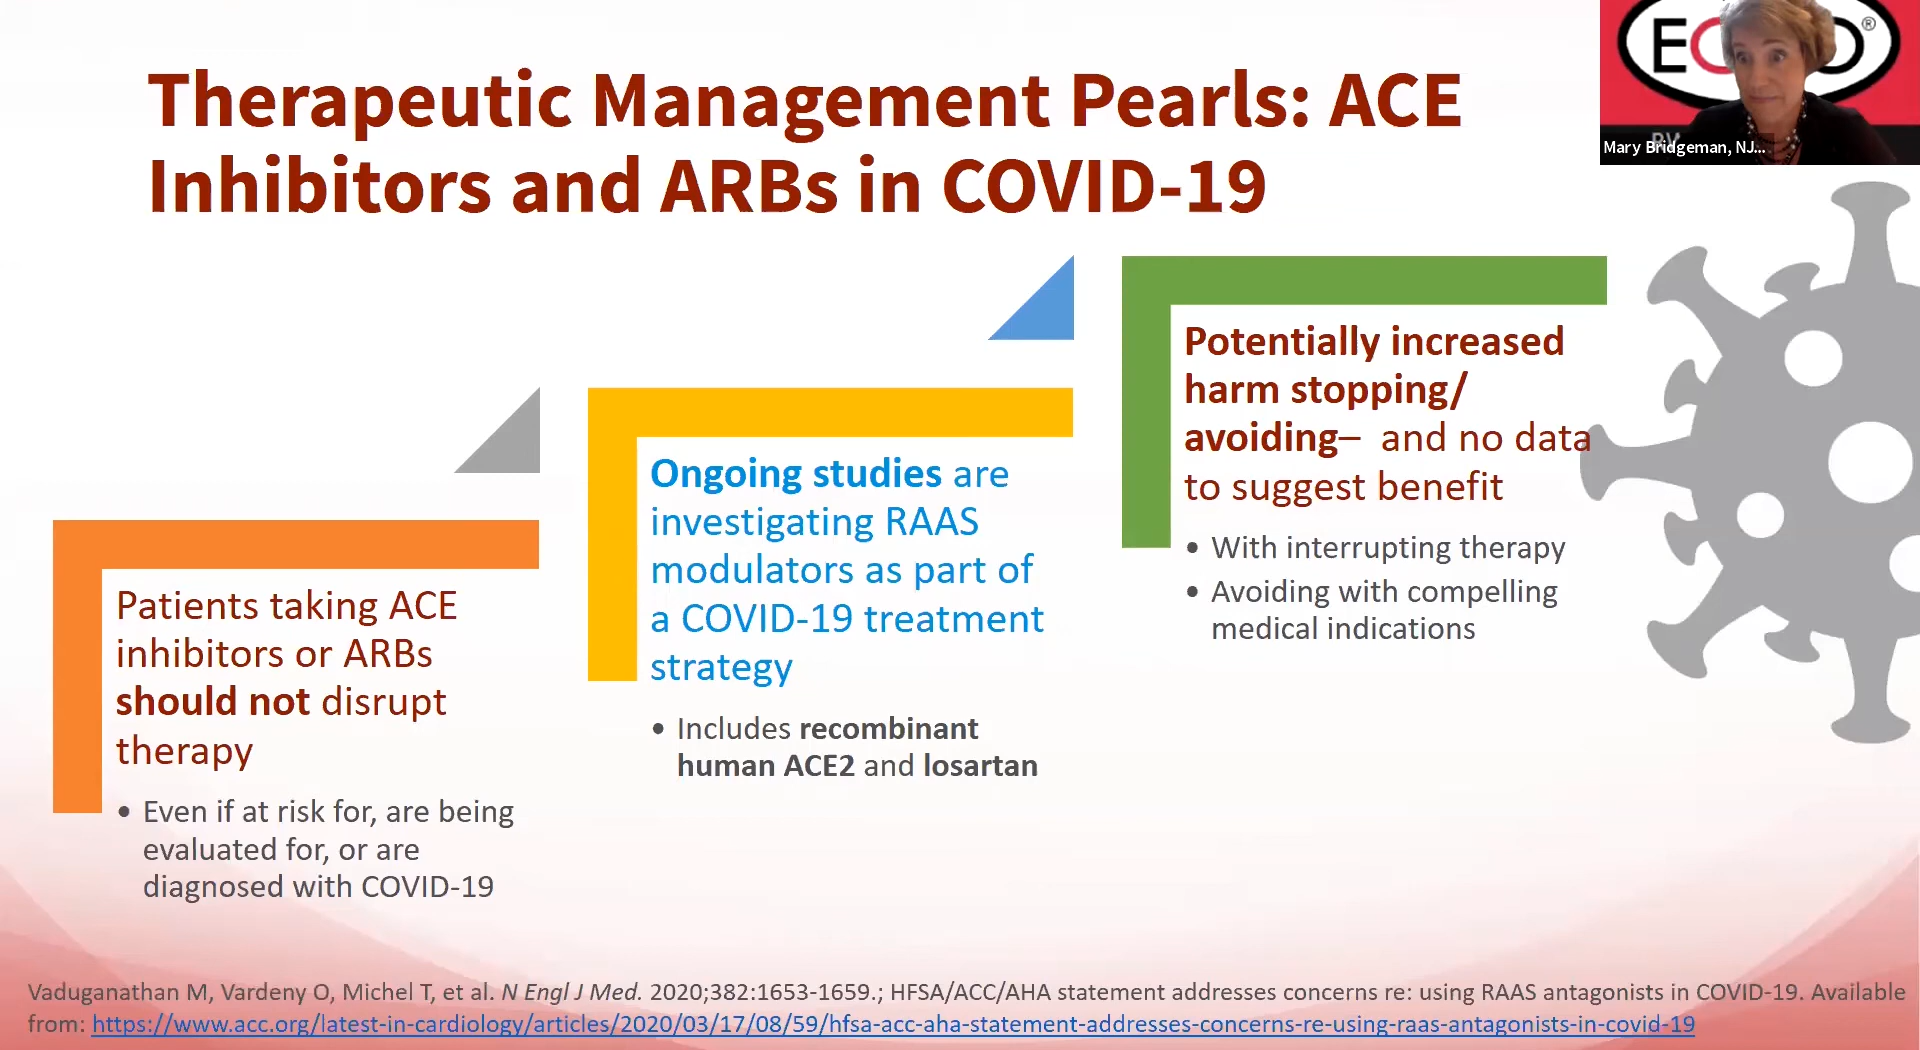 Therapeutic Management Pearls: ACE
Inhibitors and ARBs in COVID-19
EC O®
Mary Bridgeman, NJ...
Patients taking ACE
inhibitors or ARBs
should not disrupt
therapy
• Even if at risk for, are being
evaluated for, or are
diagnosed with COVID-19
Ongoing studies are
investigating RAAS
modulators as part of
a COVID-19 treatment
strategy
• Includes recombinant
human ACE2 and losartan
Potentially increased
harm stopping/
avoiding– and no data
to suggest benefit
• With interrupting therapy
• Avoiding with compelling
medical indications
Vaduganathan M, Vardeny O, Michel T, et al. N Engl J Med. 2020;382:1653-1659.; HFSA/ACC/AHA statement addresses concerns re: using RAAS antagonists in COVID-19. Available
from: https://www.acc.org/latest-in-cardiology/articles/2020/03/17/08/59/hfsa-acc-aha-statement-addresses-concerns-re-using-raas-antagonists-in-covid-19